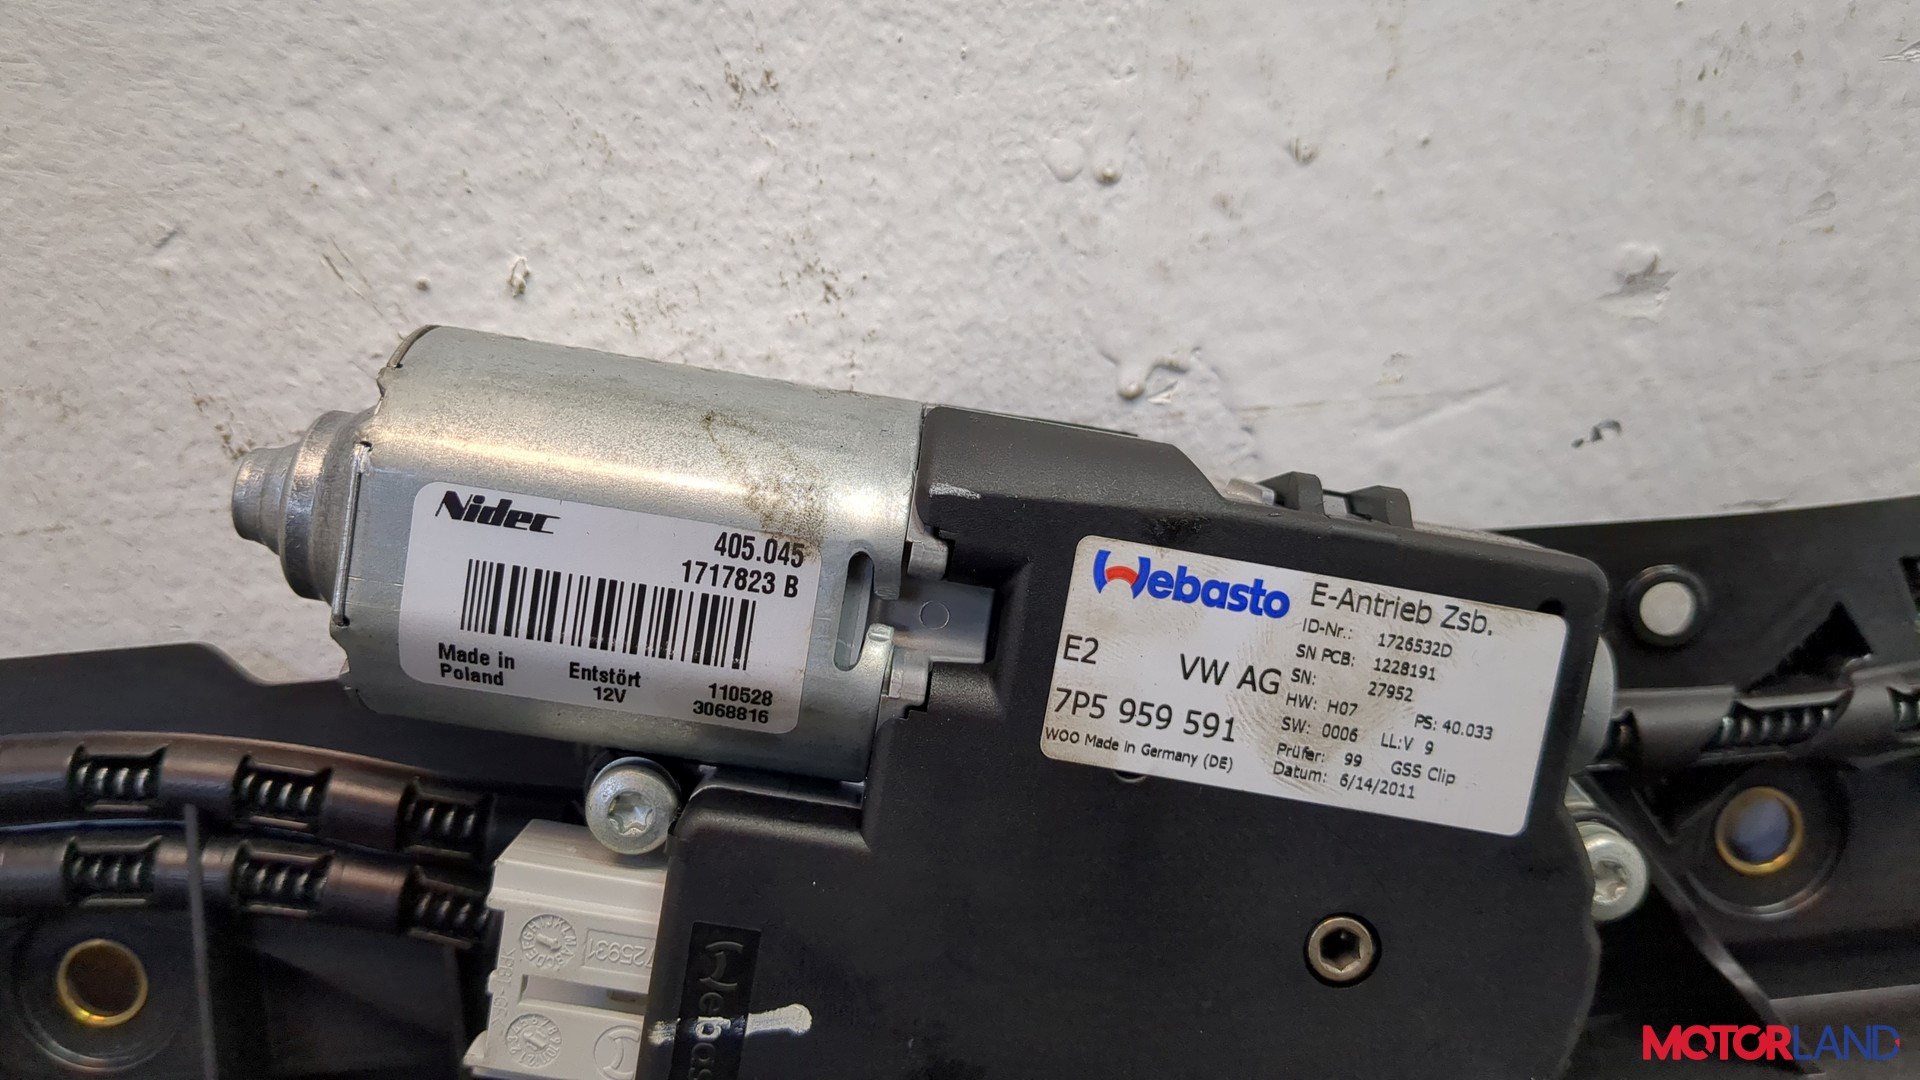 Nidec
405.045
1717823 B
Made in
Poland
Entstört
12V
110528
3068816
Webasto E-Antrieb Zsb.
ID-Nr.: 1726532D
SN PCB: 1228191
SN: 27952
E2 VW AG
HW: H07 PS: 40.033
7P5 959 591
SW: 0006 LL:V 9
Prüfer: 99 GSS Clip
W00 Made in Germany (DE)
Datum: 6/14/2011
MOTORLAND